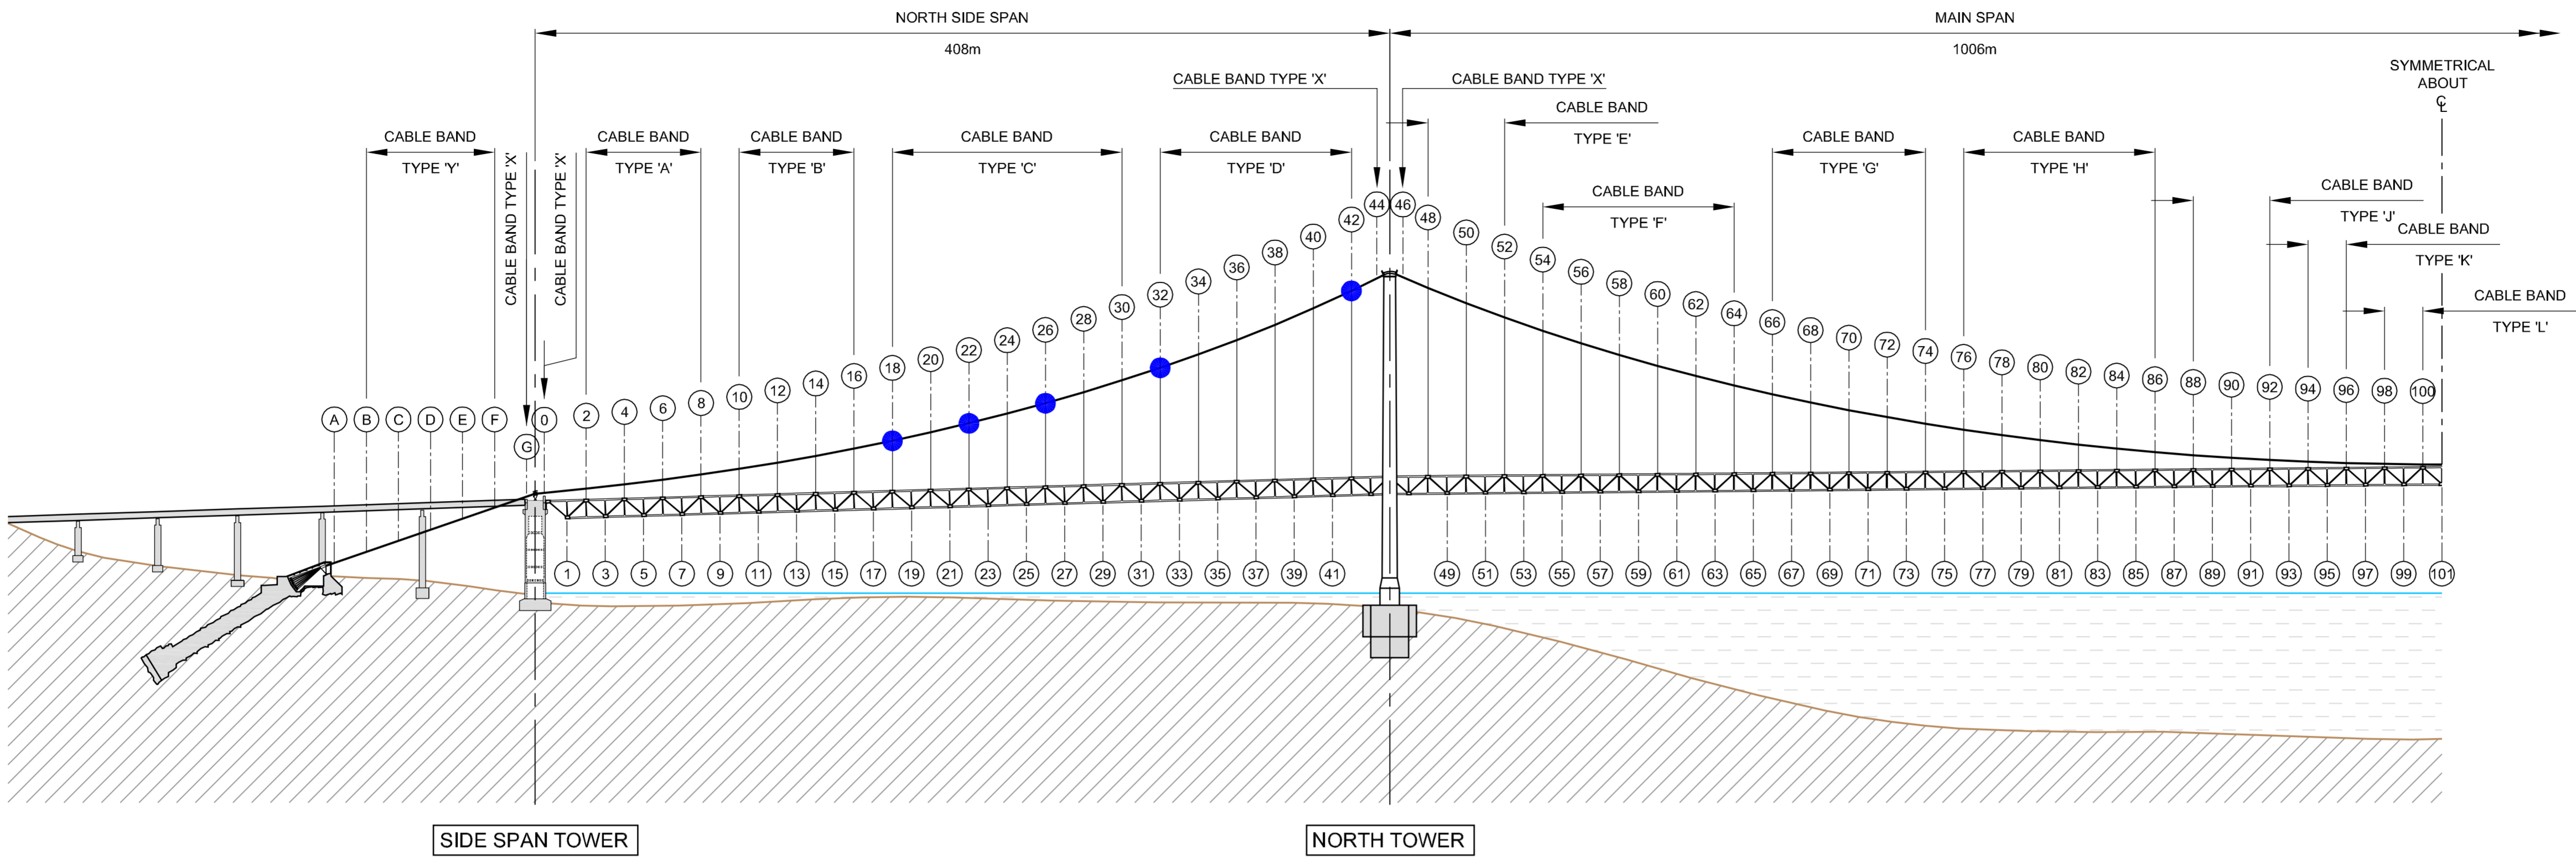 NORTH SIDE SPAN
408m
MAIN SPAN
1006m
SYMMETRICAL
ABOUT
℄
CABLE BAND TYPE 'X'
CABLE BAND TYPE 'X'
CABLE BAND
TYPE 'E'
CABLE BAND
TYPE 'Y'
CABLE BAND TYPE 'X'
CABLE BAND TYPE 'X'
CABLE BAND
TYPE 'A'
CABLE BAND
TYPE 'B'
CABLE BAND
TYPE 'C'
CABLE BAND
TYPE 'D'
CABLE BAND
TYPE 'F'
CABLE BAND
TYPE 'G'
CABLE BAND
TYPE 'H'
CABLE BAND
TYPE 'J'
CABLE BAND
TYPE 'K'
CABLE BAND
TYPE 'L'
A B C D E F G 0 2 4 6 8 10 12 14 16 18 20 22 24 26 28 30 32 34 36 38 40 42 44 46 48 50 52 54 56 58 60 62 64 66 68 70 72 74 76 78 80 82 84 86 88 90 92 94 96 98 100
1 3 5 7 9 11 13 15 17 19 21 23 25 27 29 31 33 35 37 39 41 49 51 53 55 57 59 61 63 65 67 69 71 73 75 77 79 81 83 85 87 89 91 93 95 97 99 101
SIDE SPAN TOWER
NORTH TOWER